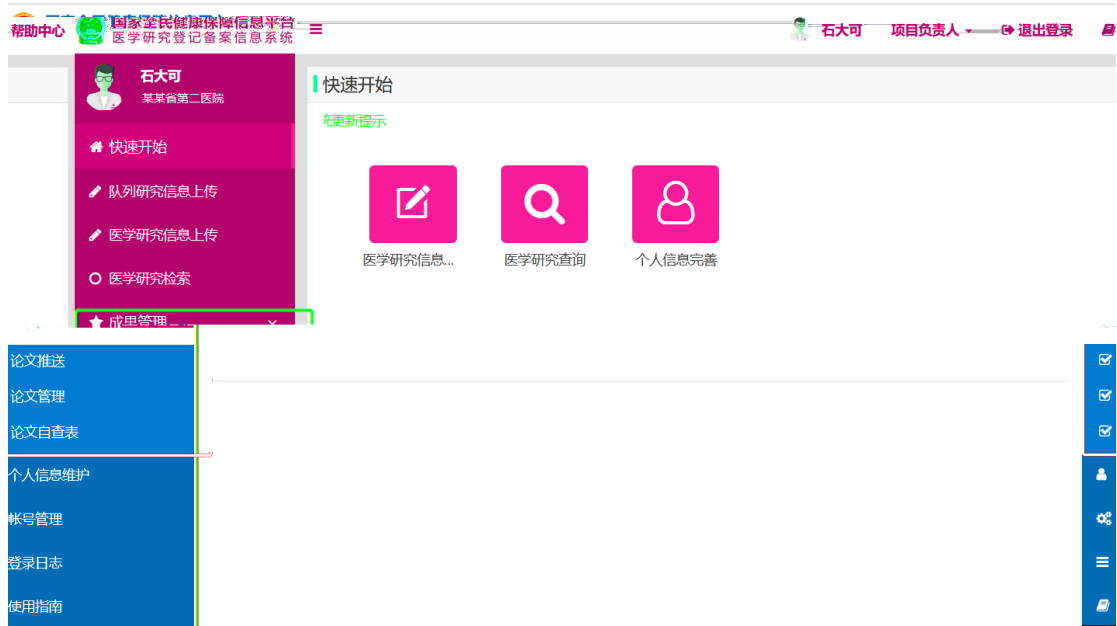 帮助中心
国家全民健康保障信息平台
医学研究登记备案信息系统
石大可
项目负责人
退出登录
石大可
某某省第二医院
快速开始
更新提示
快速开始
队列研究信息上传
医学研究信息上传
医学研究检索
成果管理
医学研究信息...
医学研究查询
个人信息完善
论文推送
论文管理
论文自查表
个人信息维护
帐号管理
登录日志
使用指南